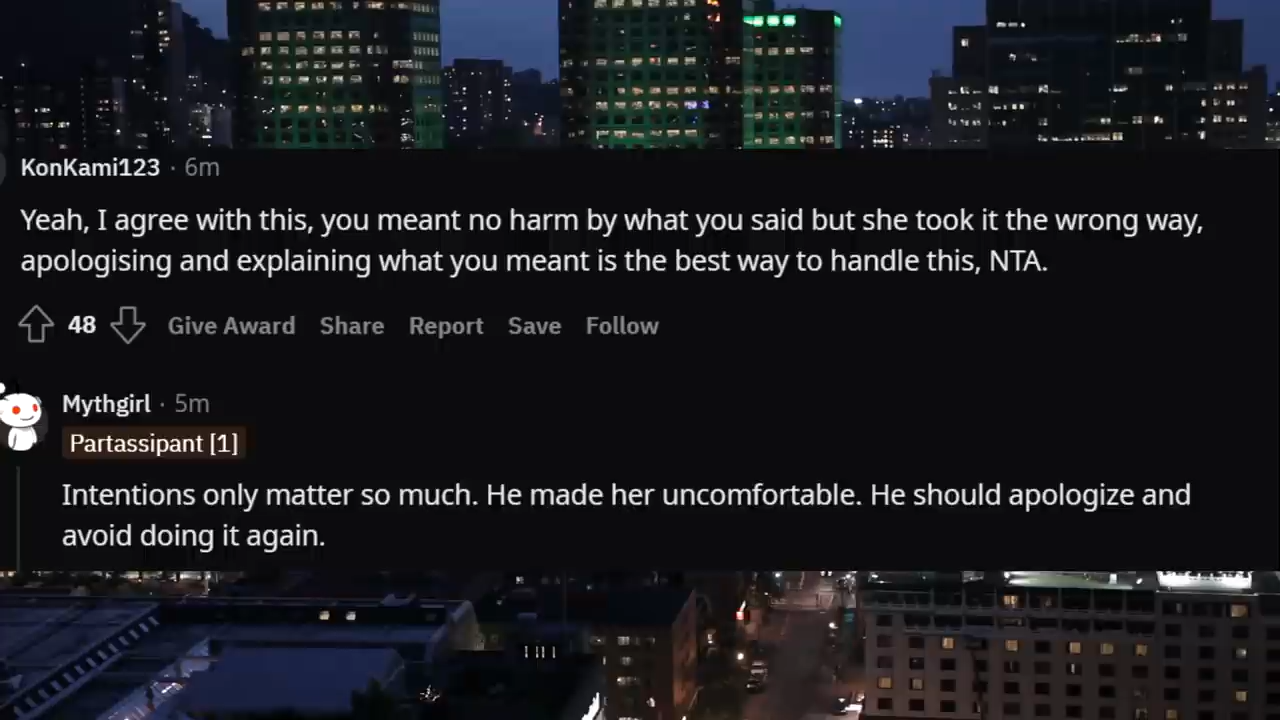 KonKami123 · 6m
Yeah, I agree with this, you meant no harm by what you said but she took it the wrong way,
apologising and explaining what you meant is the best way to handle this, NTA.
48 Give Award Share Report Save Follow
Mythgirl · 5m
Partassipant [1]
Intentions only matter so much. He made her uncomfortable. He should apologize and
avoid doing it again.